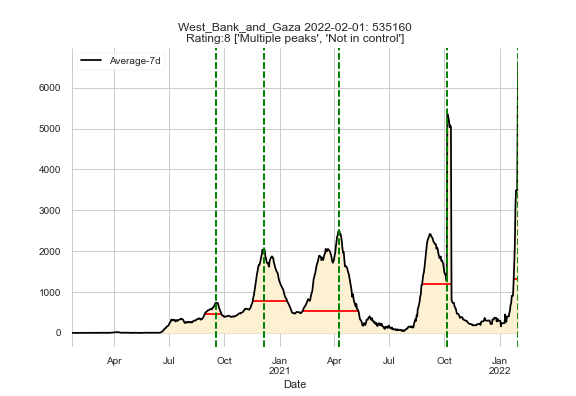 West_Bank_and_Gaza 2022-02-01: 535160
Rating:8 ['Multiple peaks', 'Not in control']
Average-7d
6000
5000
4000
3000
2000
1000
0
Apr Jul Oct Jan Apr Jul Oct Jan
2021 2022
Date